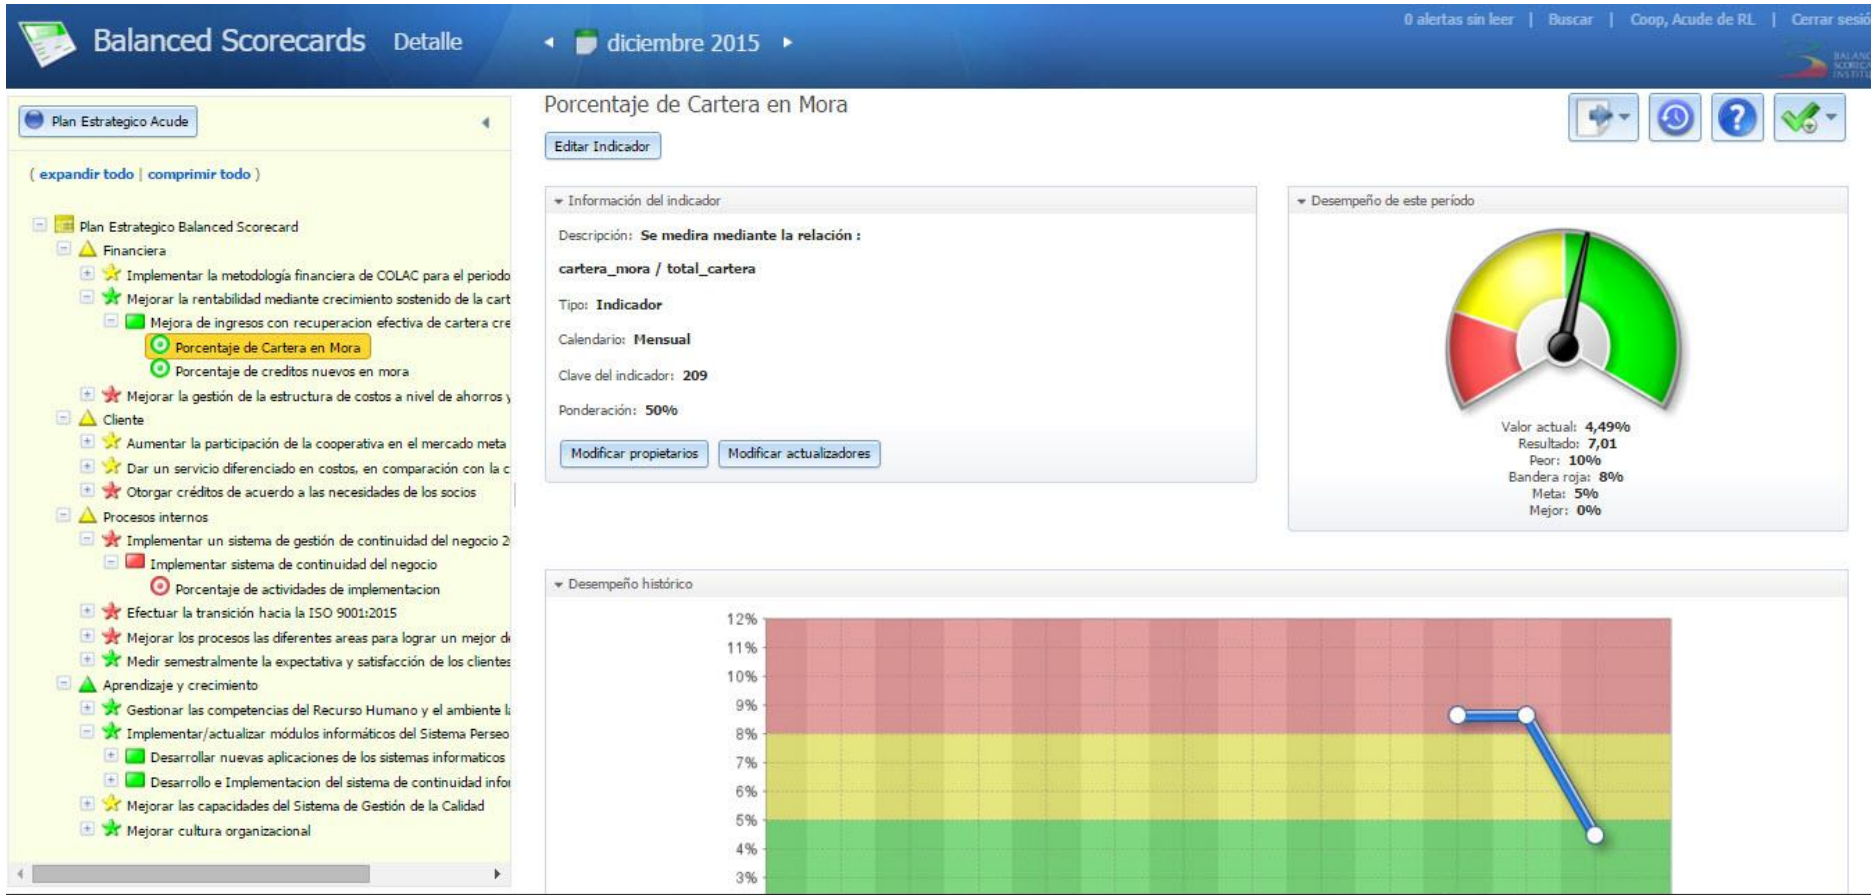 Balanced Scorecards Detalle diciembre 2015
0 alertas sin leer | Buscar | Coop, Acude de RL | Cerrar sesió
BALANC
SCOREC
INSTITU
Plan Estrategico Acude
( expandir todo | comprimir todo )
Plan Estrategico Balanced Scorecard
Financiera
Implementar la metodología financiera de COLAC para el periodo
Mejorar la rentabilidad mediante crecimiento sostenido de la cart
Mejora de ingresos con recuperacion efectiva de cartera cre
Porcentaje de Cartera en Mora
Porcentaje de creditos nuevos en mora
Mejorar la gestión de la estructura de costos a nivel de ahorros y
Cliente
Aumentar la participación de la cooperativa en el mercado meta
Dar un servicio diferenciado en costos, en comparación con la c
Otorgar créditos de acuerdo a las necesidades de los socios
Procesos internos
Implementar un sistema de gestión de continuidad del negocio 2
Implementar sistema de continuidad del negocio
Porcentaje de actividades de implementacion
Efectuar la transición hacia la ISO 9001:2015
Mejorar los procesos las diferentes areas para lograr un mejor de
Medir semestralmente la expectativa y satisfacción de los clientes
Aprendizaje y crecimiento
Gestionar las competencias del Recurso Humano y el ambiente la
Implementar/actualizar módulos informáticos del Sistema Perseo
Desarrollar nuevas aplicaciones de los sistemas informaticos
Desarrollo e Implementacion del sistema de continuidad infor
Mejorar las capacidades del Sistema de Gestión de la Calidad
Mejorar cultura organizacional
Porcentaje de Cartera en Mora
Editar Indicador
Información del indicador
Descripción: Se medira mediante la relación :
cartera_mora / total_cartera
Tipo: Indicador
Calendario: Mensual
Clave del indicador: 209
Ponderación: 50%
Modificar propietarios Modificar actualizadores
Desempeño de este período
Valor actual: 4,49%
Resultado: 7,01
Peor: 10%
Bandera roja: 8%
Meta: 5%
Mejor: 0%
Desempeño histórico
12%
11%
10%
9%
8%
7%
6%
5%
4%
3%